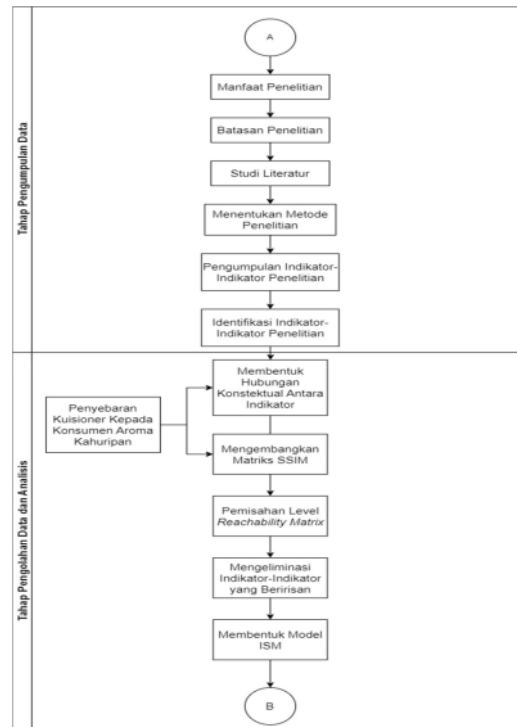 Tahap Pengumpulan Data
A
Manfaat Penelitian
Batasan Penelitian
Studi Literatur
Menentukan Metode
Penelitian
Pengumpulan Indikator-
Indikator Penelitian
Identifikasi Indikator-
Indikator Penelitian
Tahap Pengolahan Data dan Analisis
Membentuk
Hubungan
Konstektual Antara
Indikator
Penyebaran
Kuisioner Kepada
Konsumen Aroma
Kahuripan
Mengembangkan
Matriks SSIM
Pemisahan Level
Reachability Matrix
Mengeliminasi
Indikator-Indikator
yang Beririsan
Membentuk Model
ISM
B